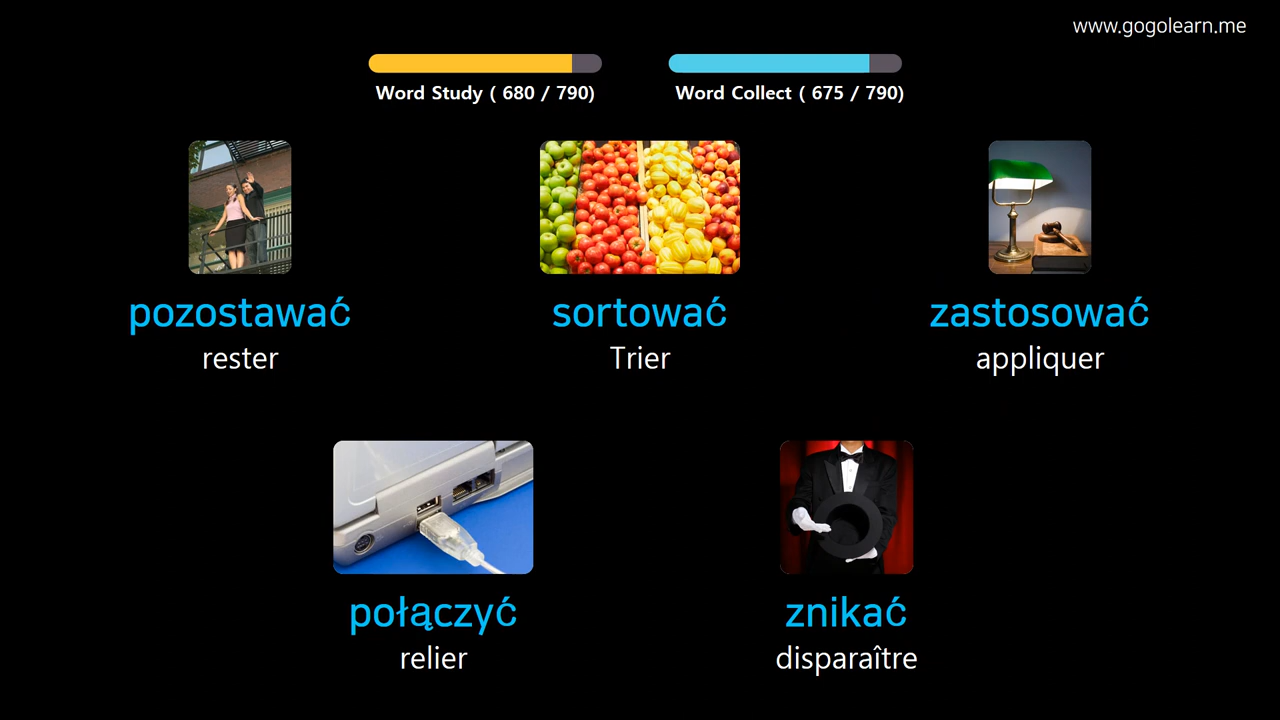 www.gogolearn.me
Word Study ( 680 / 790)
Word Collect ( 675 / 790)
pozostawać
rester
sortować
Trier
zastosować
appliquer
połączyć
relier
znikać
disparaître